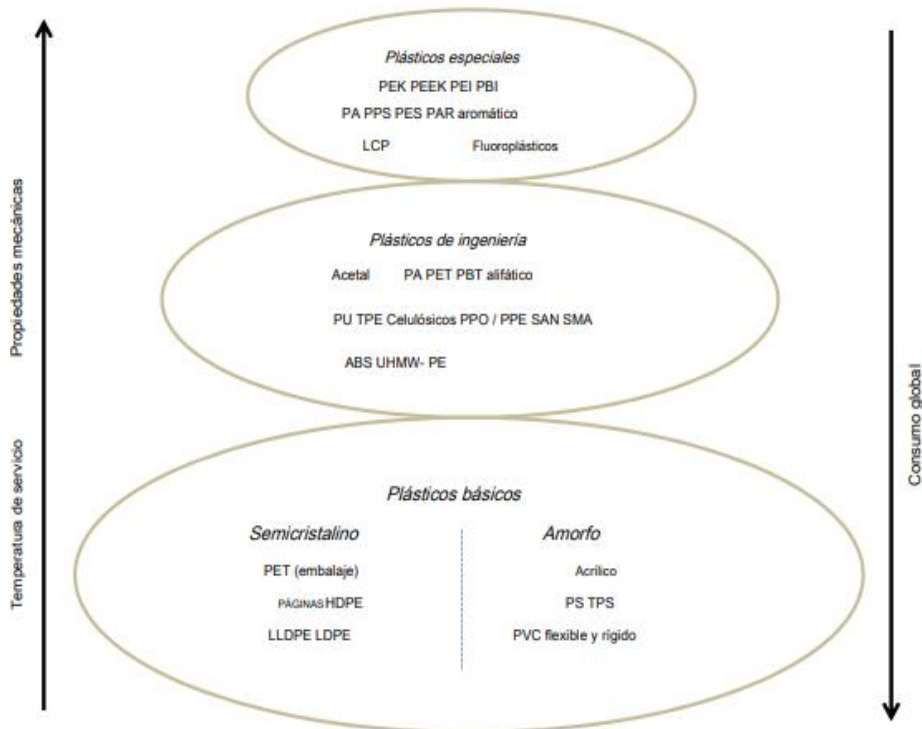 Plásticos especiales
PEK PEEK PEI PBI
PA PPS PES PAR aromático
LCP Fluoroplásticos
Plásticos de ingeniería
Acetal PA PET PBT alifático
PU TPE Celulósicos PPO / PPE SAN SMA
ABS UHMW- PE
Plásticos básicos
Semicristalino Amorfo
PET (embalaje) Acrílico
PÁGINAS HDPE PS TPS
LLDPE LDPE PVC flexible y rígido
Propiedades mecánicas
Temperatura de servicio
Consumo global